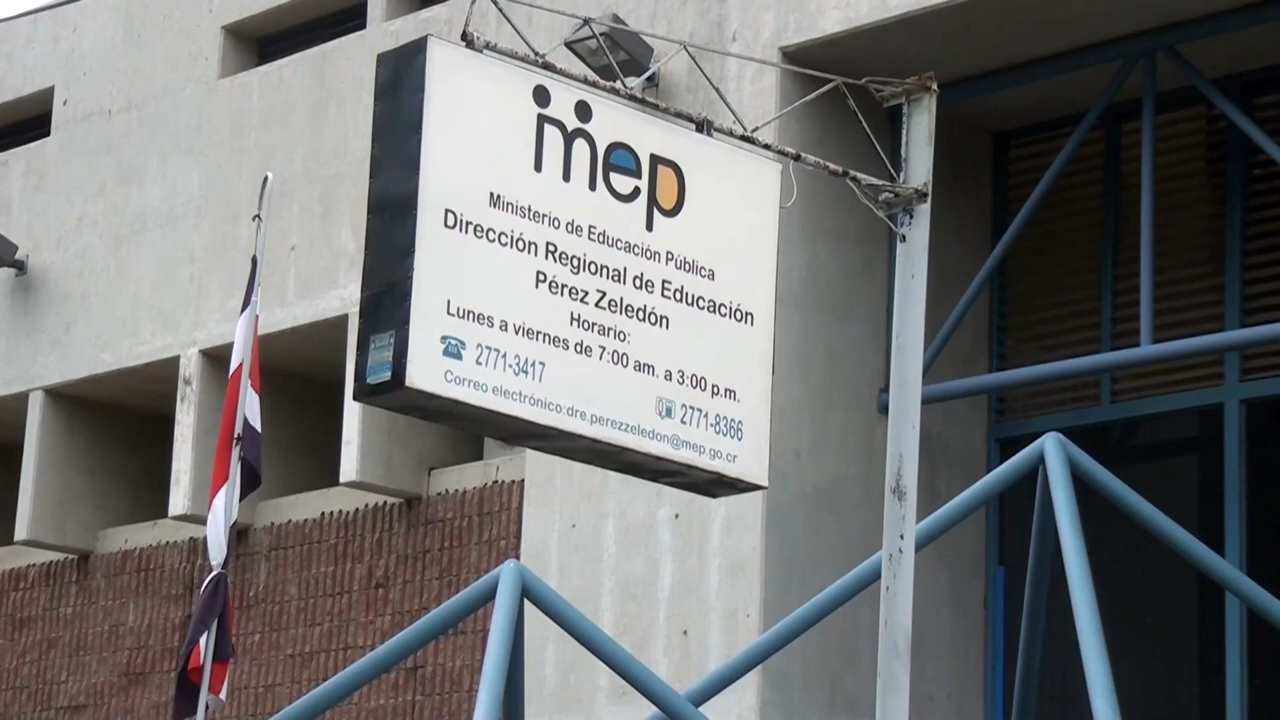 mep
Ministerio de Educación Pública
Dirección Regional de Educación
Pérez Zeledón
Horario:
Lunes a viernes de 7:00 am. a 3:00 p.m.
2771-3417
2771-8366
Correo electrónico:dre.perezzeledon@mep.go.cr